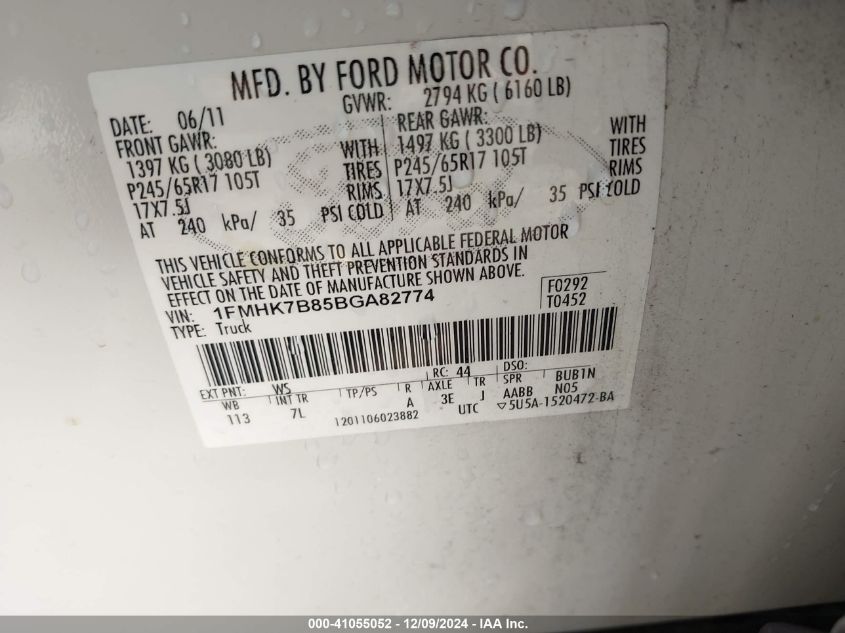 MFD. BY FORD MOTOR CO.
DATE: 06/11 GVWR: 2794 KG ( 6160 LB)
FRONT GAWR: REAR GAWR:
1397 KG ( 3080 LB) WITH 1497 KG ( 3300 LB) WITH
P245/65R17 105T TIRES P245/65R17 105T TIRES
17X7.5J RIMS 17X7.5J RIMS
AT 240 kPa/ 35 PSI COLD AT 240 kPa/ 35 PSI COLD
THIS VEHICLE CONFORMS TO ALL APPLICABLE FEDERAL MOTOR
VEHICLE SAFETY AND THEFT PREVENTION STANDARDS IN
EFFECT ON THE DATE OF MANUFACTURE SHOWN ABOVE.
VIN: 1FMHK7B85BGA82774 F0292
TYPE: Truck T0452
EXT PNT: WS RC: 44 DSO:
WB INT TR TP/PS R AXLE TR SPR BUB1N
113 7L A 3E J AABB N05
1201106023882 UTC ▽5U5A-1520472-BA
000-41055052 - 12/09/2024 - IAA Inc.